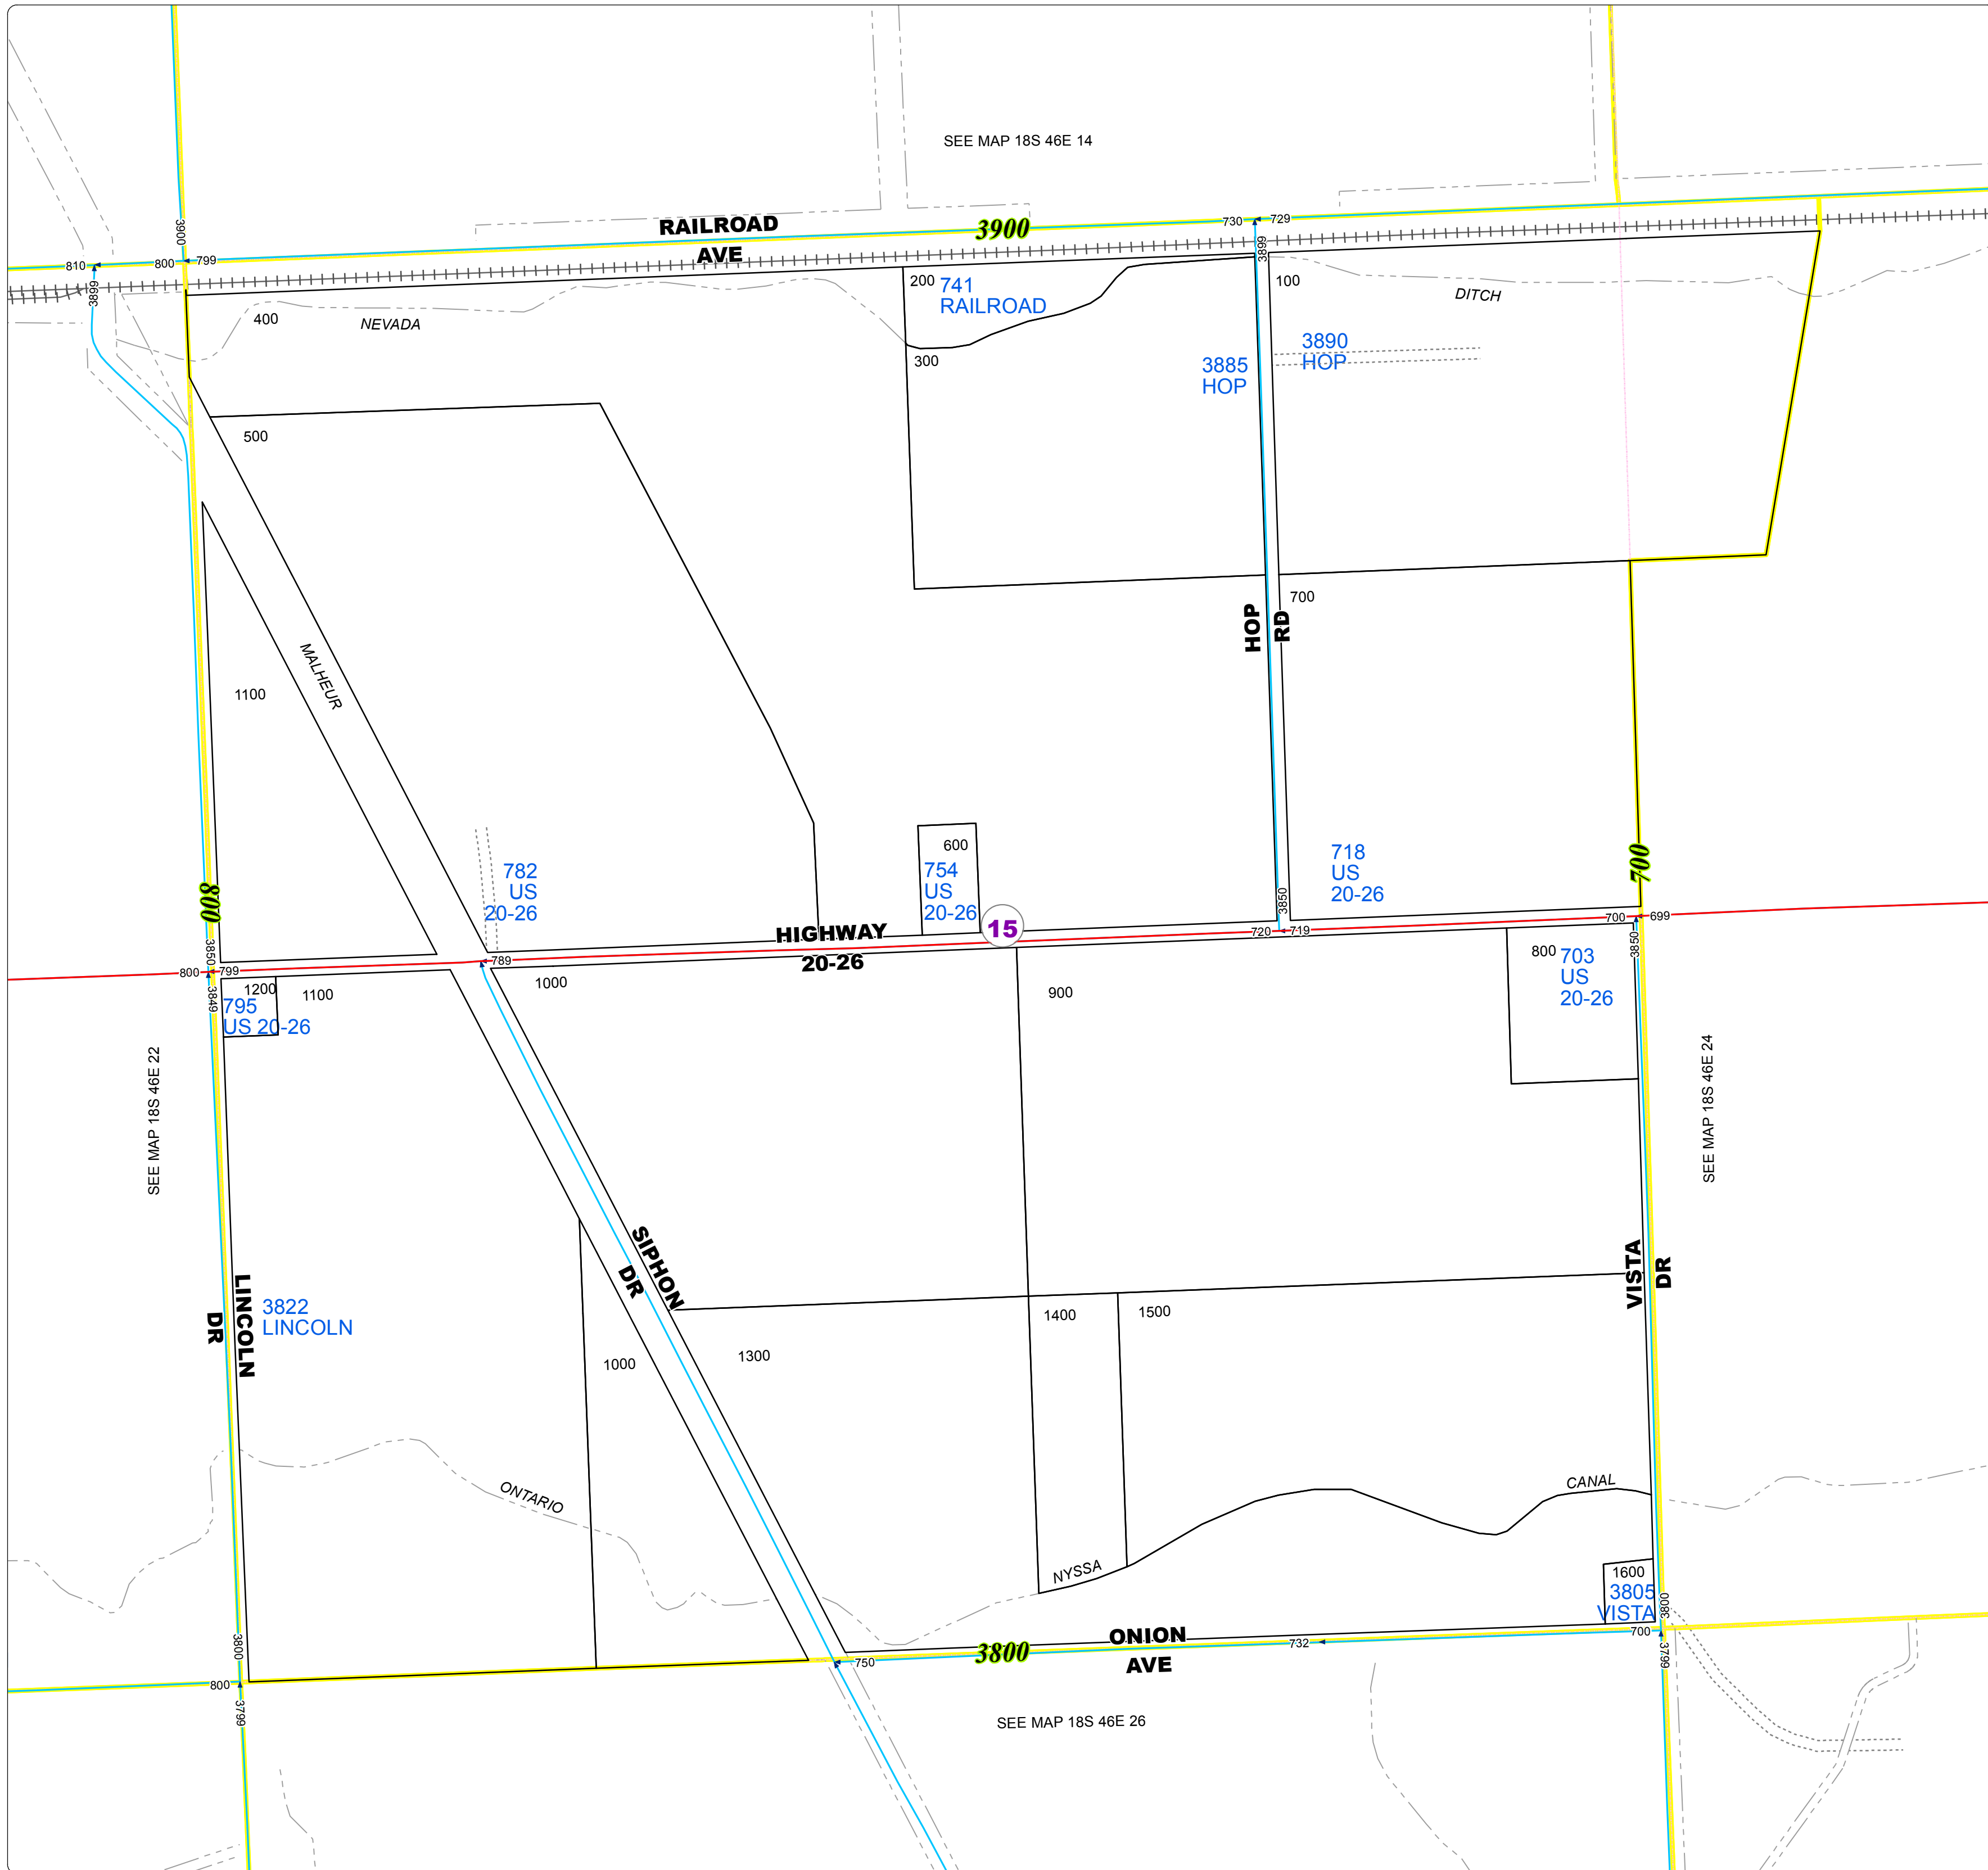 SEE MAP 18S 46E 14
3900
RAILROAD
AVE
3900
730
729
810
800
799
3899
3899
200
741
RAILROAD
100
DITCH
400
NEVADA
3890
HOP
300
3885
HOP
500
700
HOP
RD
MALHEUR
1100
600
754
US
20-26
718
US
20-26
700
782
US
20-26
800
3850
15
HIGHWAY
20-26
720
719
700
699
3850
3850
800
799
789
3849
1200
1100
795
US 20-26
1000
900
800
703
US
20-26
SEE MAP 18S 46E 22
SEE MAP 18S 46E 24
SIPHON
DR
VISTA
DR
LINCOLN
DR
3822
LINCOLN
1400
1500
1300
1000
ONTARIO
CANAL
NYSSA
1600
3805
VISTA
3800
3800
ONION
AVE
3800
732
700
750
800
3799
3799
SEE MAP 18S 46E 26